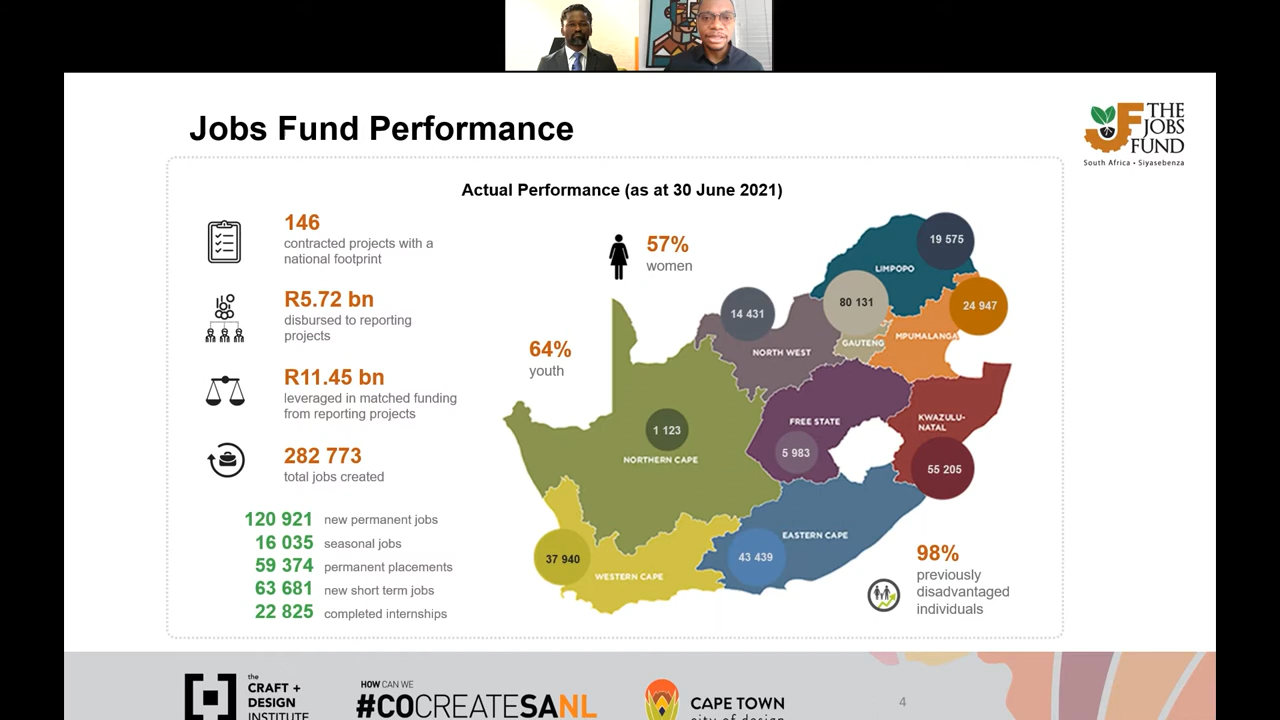 Jobs Fund Performance
THE
JOBS
FUND
South Africa • Siyasebenza
Actual Performance (as at 30 June 2021)
146
contracted projects with a
national footprint
R5.72 bn
disbursed to reporting
projects
R11.45 bn
leveraged in matched funding
from reporting projects
282 773
total jobs created
120 921 new permanent jobs
16 035 seasonal jobs
59 374 permanent placements
63 681 new short term jobs
22 825 completed internships
57%
women
64%
youth
19 575
LIMPOPO
80 131
GAUTENG
24 947
MPUMALANGA
14 431
NORTH WEST
1 123
NORTHERN CAPE
FREE STATE
5 983
KWAZULU-
NATAL
55 205
EASTERN CAPE
43 439
37 940
WESTERN CAPE
98%
previously
disadvantaged
individuals
the
CRAFT +
DESIGN
INSTITUTE
HOW CAN WE
#COCREATESANL
CAPE TOWN
city of design
4